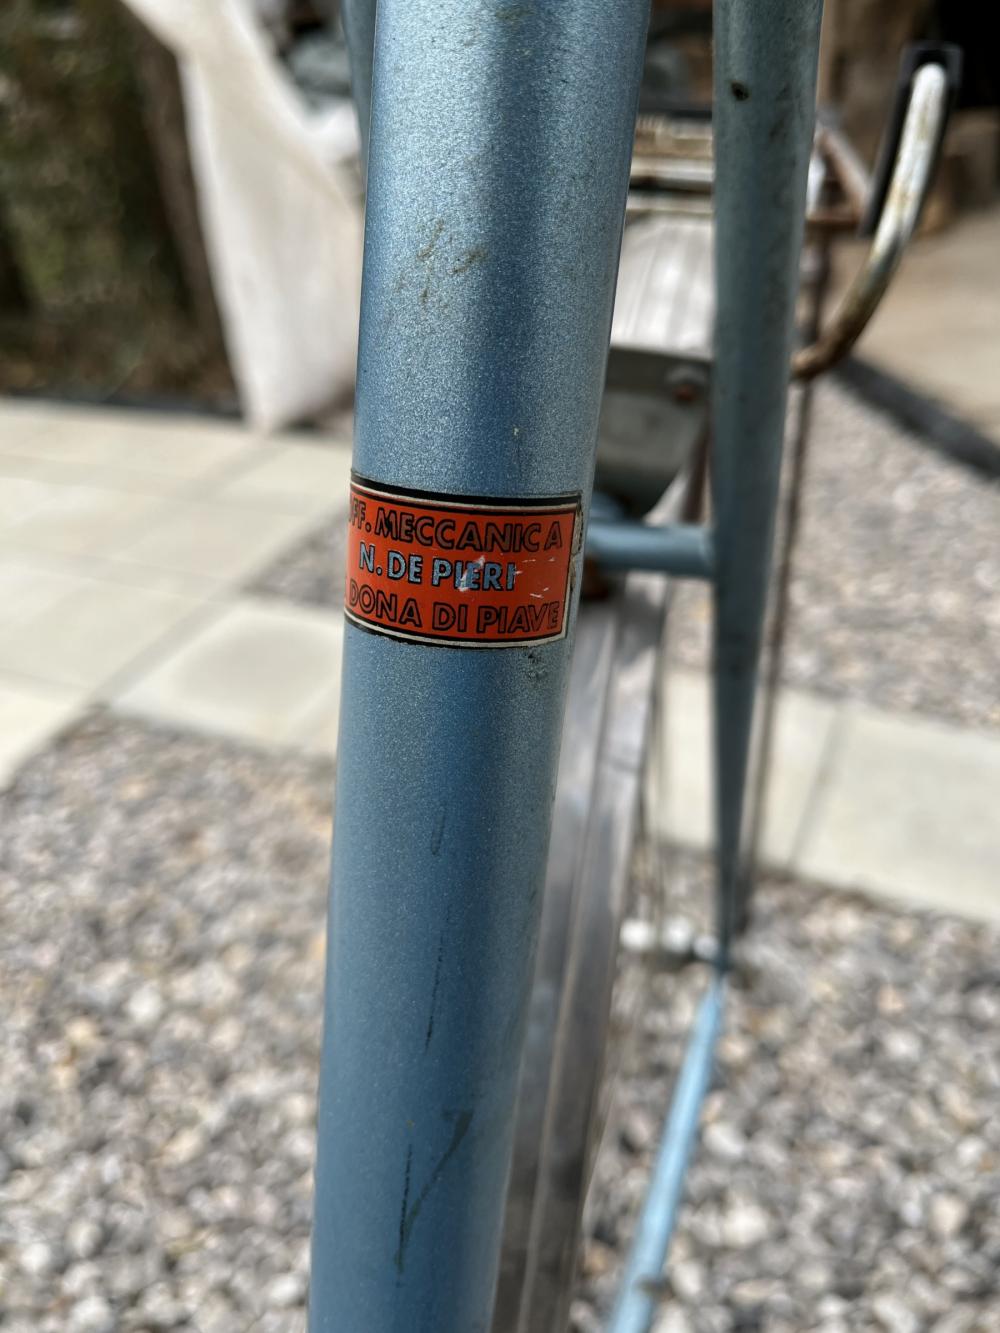 FF. MECCANICA
N. DE PIERI
DONA DI PIAVE